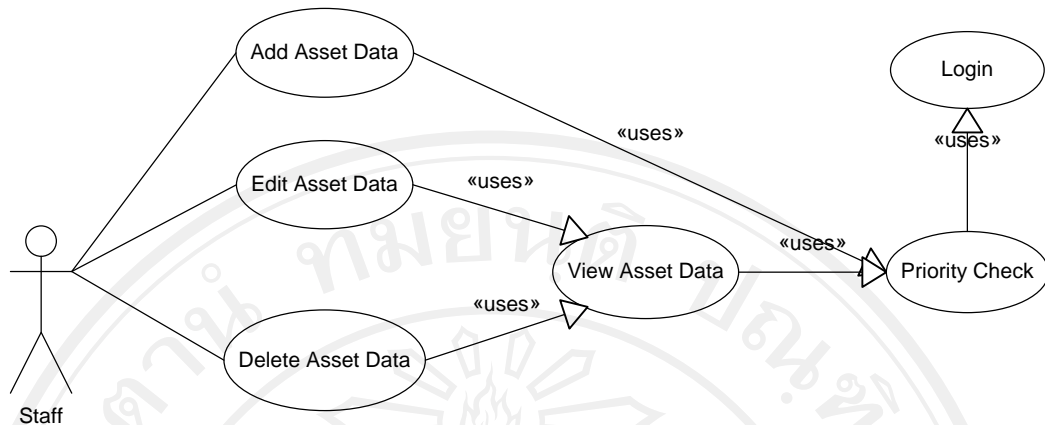 Add Asset Data
Login
«uses»
«uses»
Edit Asset Data
«uses»
«uses»
View Asset Data
Priority Check
«uses»
Delete Asset Data
Staff